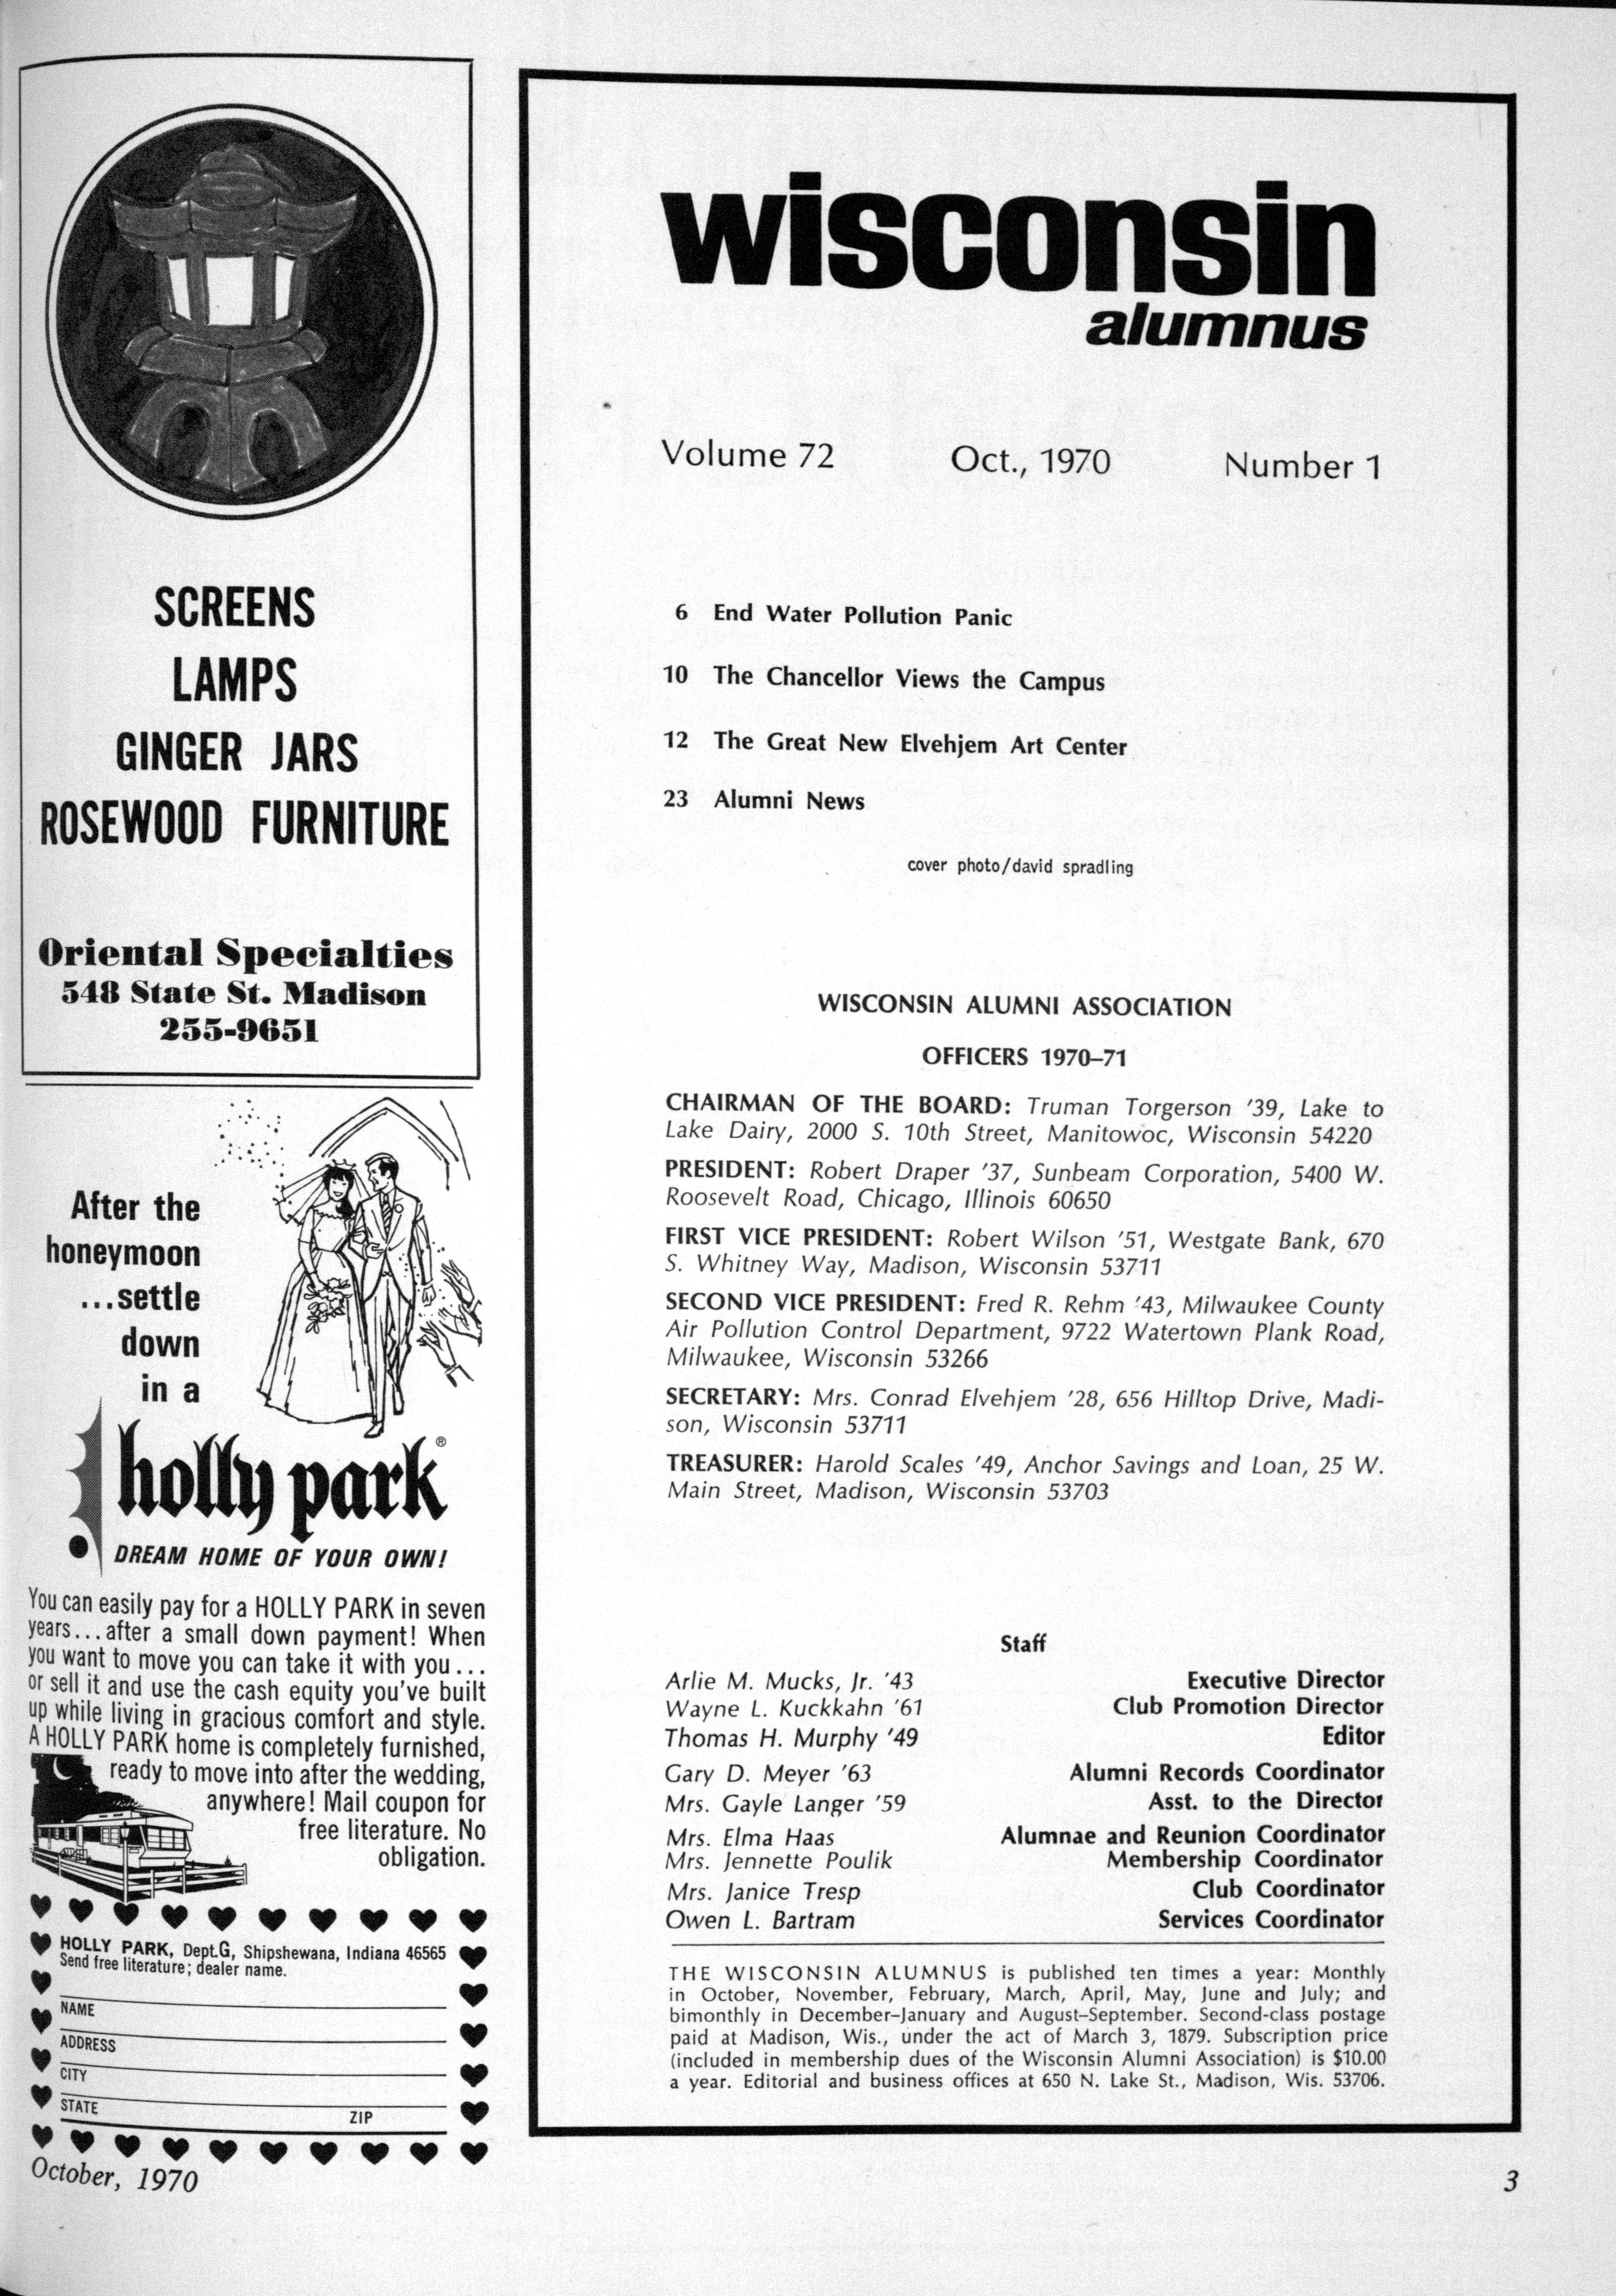 SCREENS
LAMPS
GINGER JARS
ROSEWOOD FURNITURE
Oriental Specialties
548 State St. Madison
255-9651
After the
honeymoon
...settle
down
in a
holly park®
DREAM HOME OF YOUR OWN!
You can easily pay for a HOLLY PARK in seven
years...after a small down payment! When
you want to move you can take it with you...
or sell it and use the cash equity you've built
up while living in gracious comfort and style.
A HOLLY PARK home is completely furnished,
ready to move into after the wedding,
anywhere! Mail coupon for
free literature. No
obligation.
HOLLY PARK, Dept.G, Shipshewana, Indiana 46565
Send free literature; dealer name.
NAME
ADDRESS
CITY
STATE ZIP
wisconsin
alumnus
Volume 72 Oct., 1970 Number 1
6 End Water Pollution Panic
10 The Chancellor Views the Campus
12 The Great New Elvehjem Art Center
23 Alumni News
cover photo/david spradling
WISCONSIN ALUMNI ASSOCIATION
OFFICERS 1970–71
CHAIRMAN OF THE BOARD: Truman Torgerson '39, Lake to
Lake Dairy, 2000 S. 10th Street, Manitowoc, Wisconsin 54220
PRESIDENT: Robert Draper '37, Sunbeam Corporation, 5400 W.
Roosevelt Road, Chicago, Illinois 60650
FIRST VICE PRESIDENT: Robert Wilson '51, Westgate Bank, 670
S. Whitney Way, Madison, Wisconsin 53711
SECOND VICE PRESIDENT: Fred R. Rehm '43, Milwaukee County
Air Pollution Control Department, 9722 Watertown Plank Road,
Milwaukee, Wisconsin 53266
SECRETARY: Mrs. Conrad Elvehjem '28, 656 Hilltop Drive, Madi-
son, Wisconsin 53711
TREASURER: Harold Scales '49, Anchor Savings and Loan, 25 W.
Main Street, Madison, Wisconsin 53703
Staff
Arlie M. Mucks, Jr. '43 Executive Director
Wayne L. Kuckkahn '61 Club Promotion Director
Thomas H. Murphy '49 Editor
Gary D. Meyer '63 Alumni Records Coordinator
Mrs. Gayle Langer '59 Asst. to the Director
Mrs. Elma Haas Alumnae and Reunion Coordinator
Mrs. Jennette Poulik Membership Coordinator
Mrs. Janice Tresp Club Coordinator
Owen L. Bartram Services Coordinator
THE WISCONSIN ALUMNUS is published ten times a year: Monthly
in October, November, February, March, April, May, June and July; and
bimonthly in December–January and August–September. Second-class postage
paid at Madison, Wis., under the act of March 3, 1879. Subscription price
(included in membership dues of the Wisconsin Alumni Association) is $10.00
a year. Editorial and business offices at 650 N. Lake St., Madison, Wis. 53706.
October, 1970
3